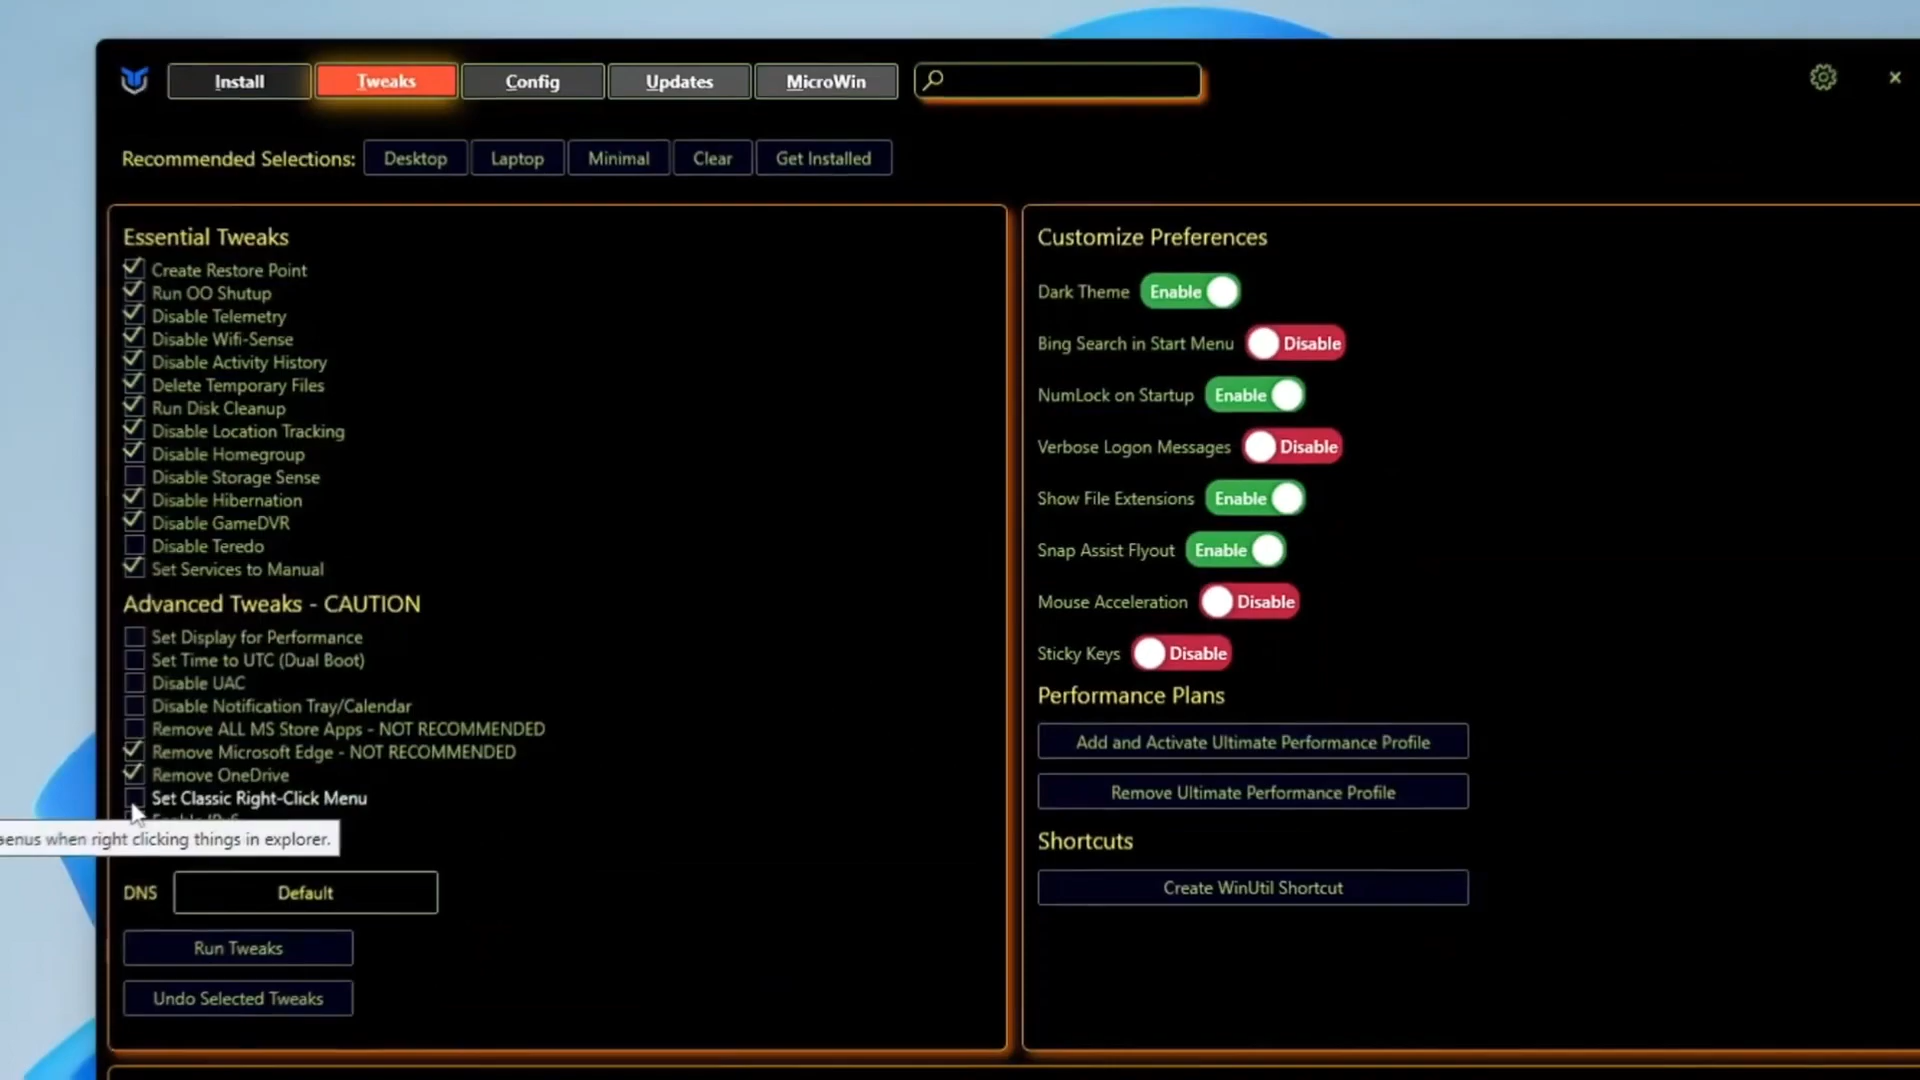 Install Tweaks Config Updates MicroWin
Recommended Selections: Desktop Laptop Minimal Clear Get Installed
Essential Tweaks
Create Restore Point
Run OO Shutup
Disable Telemetry
Disable Wifi-Sense
Disable Activity History
Delete Temporary Files
Run Disk Cleanup
Disable Location Tracking
Disable Homegroup
Disable Storage Sense
Disable Hibernation
Disable GameDVR
Disable Teredo
Set Services to Manual
Advanced Tweaks - CAUTION
Set Display for Performance
Set Time to UTC (Dual Boot)
Disable UAC
Disable Notification Tray/Calendar
Remove ALL MS Store Apps - NOT RECOMMENDED
Remove Microsoft Edge - NOT RECOMMENDED
Remove OneDrive
Set Classic Right-Click Menu
when right clicking things in explorer.
DNS Default
Run Tweaks
Undo Selected Tweaks
Customize Preferences
Dark Theme Enable
Bing Search in Start Menu Disable
NumLock on Startup Enable
Verbose Logon Messages Disable
Show File Extensions Enable
Snap Assist Flyout Enable
Mouse Acceleration Disable
Sticky Keys Disable
Performance Plans
Add and Activate Ultimate Performance Profile
Remove Ultimate Performance Profile
Shortcuts
Create WinUtil Shortcut